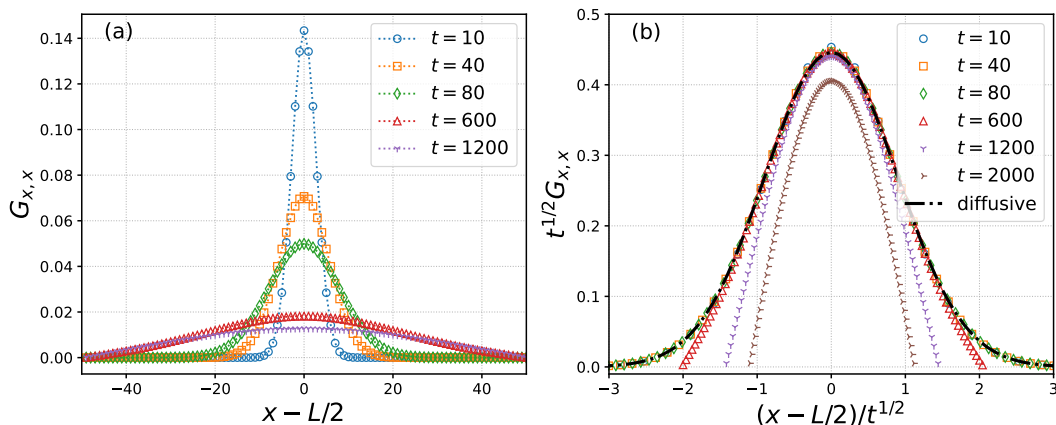 (a)
t = 10
t = 40
t = 80
t = 600
t = 1200
0.14
0.12
0.10
0.08
0.06
0.04
0.02
0.00
G_{x,x}
−40
−20
0
20
40
x − L/2
(b)
t = 10
t = 40
t = 80
t = 600
t = 1200
t = 2000
diffusive
0.5
0.4
0.3
0.2
0.1
0.0
t^{1/2}G_{x,x}
−3
−2
−1
0
1
2
3
(x − L/2)/t^{1/2}